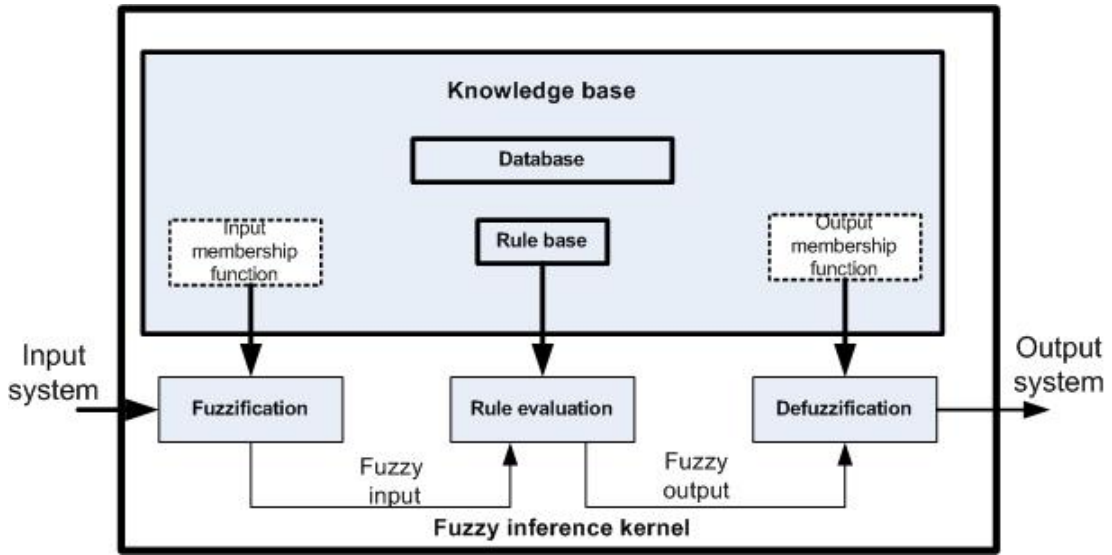 Knowledge base
Database
Input
membership
function
Rule base
Output
membership
function
Input
system
Output
system
Fuzzification
Rule evaluation
Defuzzification
Fuzzy
input
Fuzzy
output
Fuzzy inference kernel